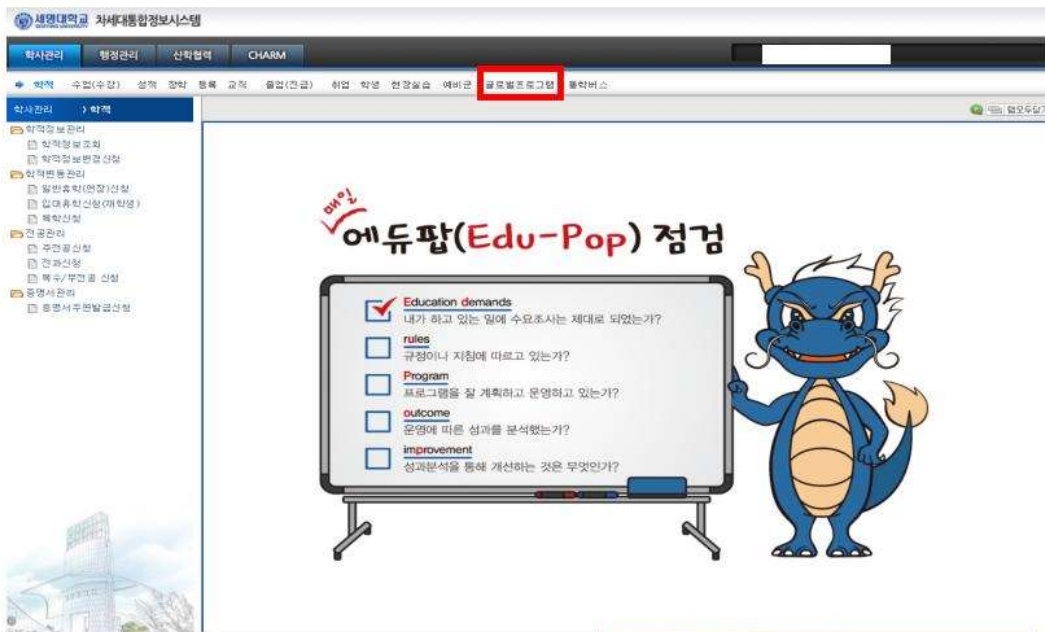 세명대학교 차세대통합정보시스템
학사관리 행정관리 산학협력 CHARM
학적 수업(수강) 성적 장학 등록 교직 졸업(진급) 취업 학생 현장실습 예비군 글로벌프로그램 통학버스
학사관리 > 학적
탭모두닫기
학적정보관리
학적정보조회
학적정보변경신청
학적변동관리
일반휴학(연장)신청
입대휴학신청(재학생)
복학신청
전공관리
주전공신청
전과신청
복수/부전공 신청
증명서관리
증명서우편발급신청
매일
에듀팝(Edu-Pop) 점검
Education demands
내가 하고 있는 일에 수요조사는 제대로 되었는가?
rules
규정이나 지침에 따르고 있는가?
Program
프로그램을 잘 계획하고 운영하고 있는가?
outcome
운영에 따른 성과를 분석했는가?
improvement
성과분석을 통해 개선하는 것은 무엇인가?